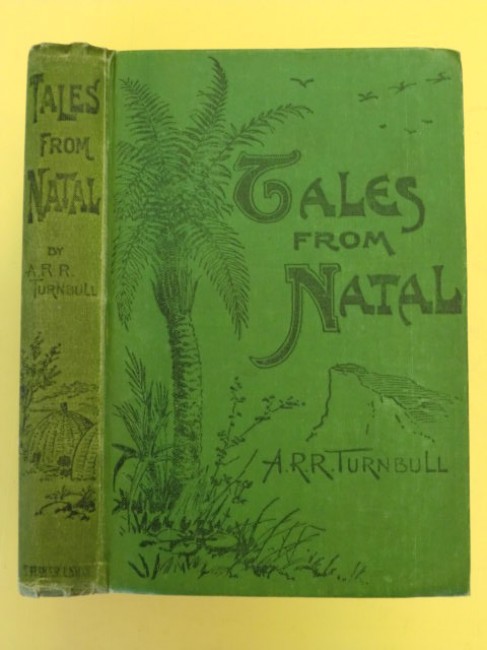 TALES
FROM
NATAL
BY
A.R.R.
TURNBULL
TALES
FROM
NATAL
A.R.R. TURNBULL